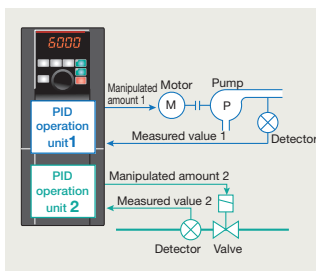 6000
Manipulated
amount 1
Motor
Pump
M
P
PID
operation
unit1
Measured value 1
Detector
PID
operation
unit 2
Manipulated amount 2
Measured value 2
Detector
Valve